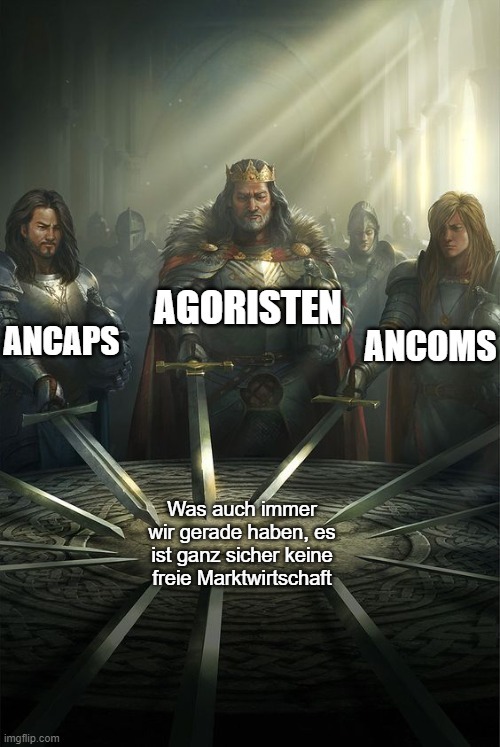 AGORISTEN
ANCAPS
ANCOMS
Was auch immer
wir gerade haben, es
ist ganz sicher keine
freie Marktwirtschaft
imgflip.com